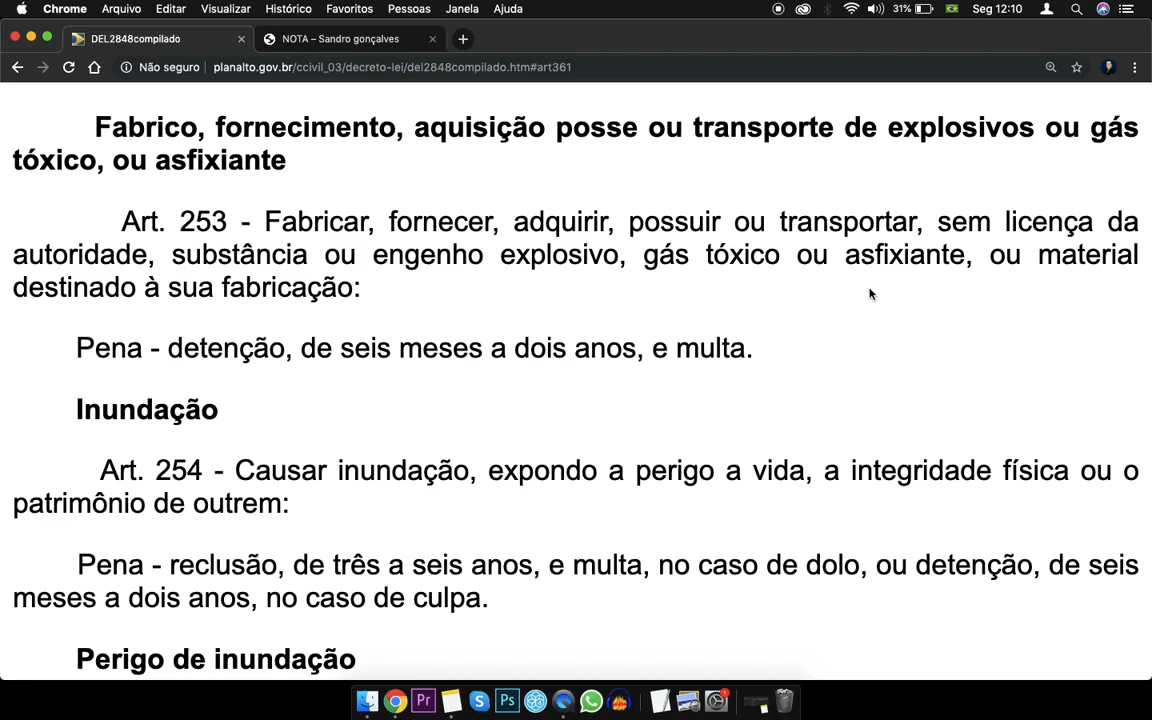 Chrome Arquivo Editar Visualizar Histórico Favoritos Pessoas Janela Ajuda 31% Seg 12:10
DEL2848compilado NOTA – Sandro gonçalves
Não seguro planalto.gov.br/ccivil_03/decreto-lei/del2848compilado.htm#art361
Fabrico, fornecimento, aquisição posse ou transporte de explosivos ou gás
tóxico, ou asfixiante
Art. 253 - Fabricar, fornecer, adquirir, possuir ou transportar, sem licença da
autoridade, substância ou engenho explosivo, gás tóxico ou asfixiante, ou material
destinado à sua fabricação:
Pena - detenção, de seis meses a dois anos, e multa.
Inundação
Art. 254 - Causar inundação, expondo a perigo a vida, a integridade física ou o
patrimônio de outrem:
Pena - reclusão, de três a seis anos, e multa, no caso de dolo, ou detenção, de seis
meses a dois anos, no caso de culpa.
Perigo de inundação
Pr Ps